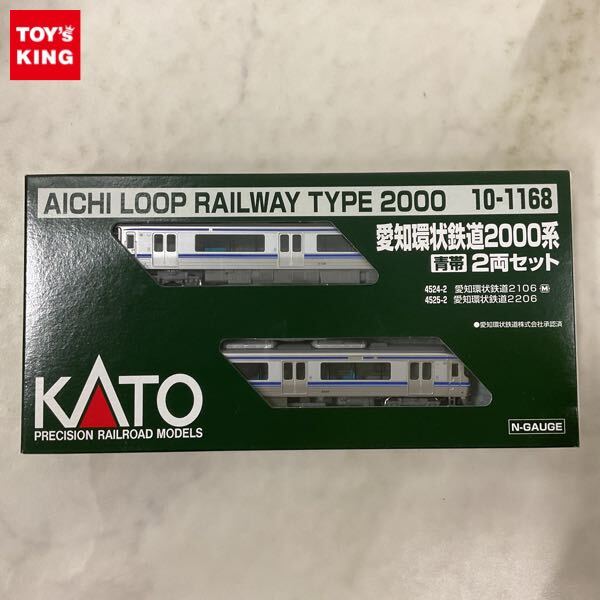 TOY's
KING
AICHI LOOP RAILWAY TYPE 2000 10-1168
愛知環状鉄道2000系
青帯 2両セット
4524-2 愛知環状鉄道2106 M
4525-2 愛知環状鉄道2206
●愛知環状鉄道株式会社承認済
KATO
PRECISION RAILROAD MODELS
N-GAUGE